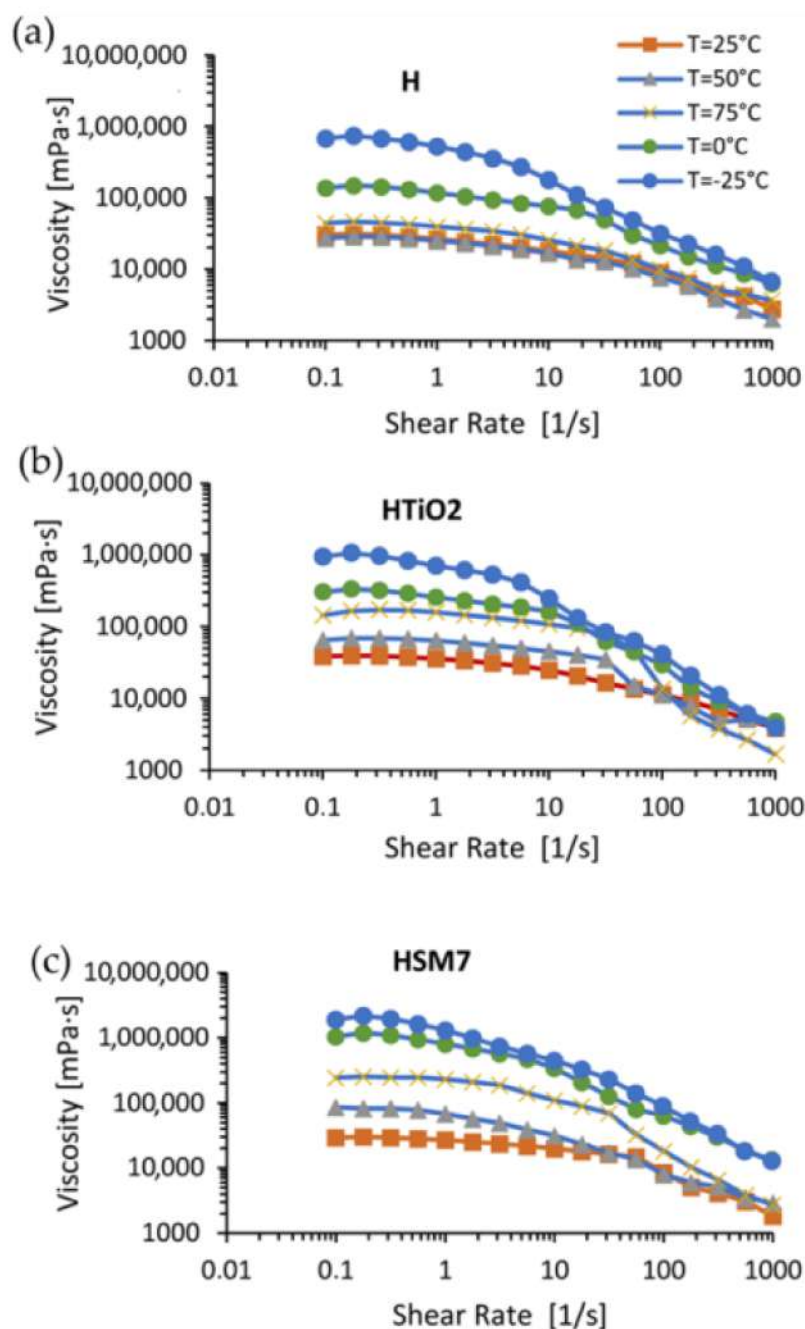 (a)
10,000,000
1,000,000
100,000
10,000
1000
Viscosity [mPa·s]
H
T=25°C
T=50°C
T=75°C
T=0°C
T=-25°C
0.01 0.1 1 10 100 1000
Shear Rate [1/s]
(b)
10,000,000
1,000,000
100,000
10,000
1000
Viscosity [mPa·s]
HTiO2
0.01 0.1 1 10 100 1000
Shear Rate [1/s]
(c)
10,000,000
1,000,000
100,000
10,000
1000
Viscosity [mPa·s]
HSM7
0.01 0.1 1 10 100 1000
Shear Rate [1/s]